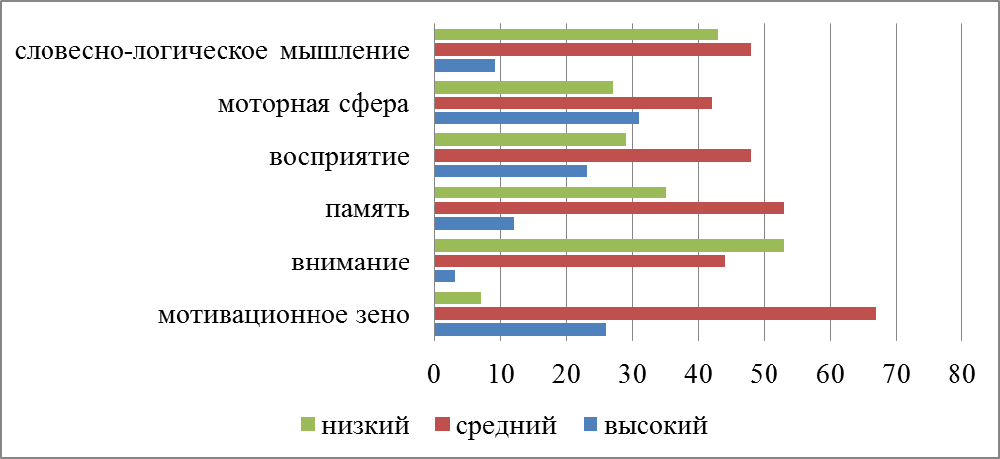 словесно-логическое мышление
моторная сфера
восприятие
память
внимание
мотивационное зено
0 10 20 30 40 50 60 70 80
низкий средний высокий